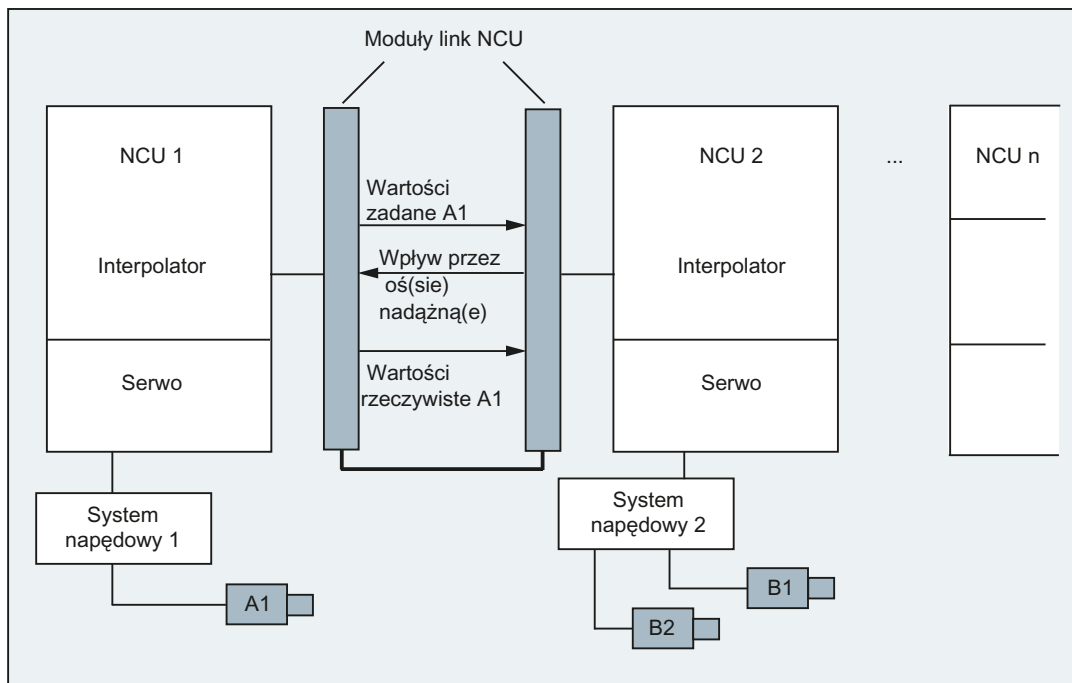 Moduły link NCU
NCU 1
NCU 2
...
NCU n
Wartości
zadane A1
Interpolator
Wpływ przez
oś(sie)
nadążną(e)
Interpolator
Serwo
Wartości
rzeczywiste A1
Serwo
System
napędowy 1
System
napędowy 2
A1
B1
B2